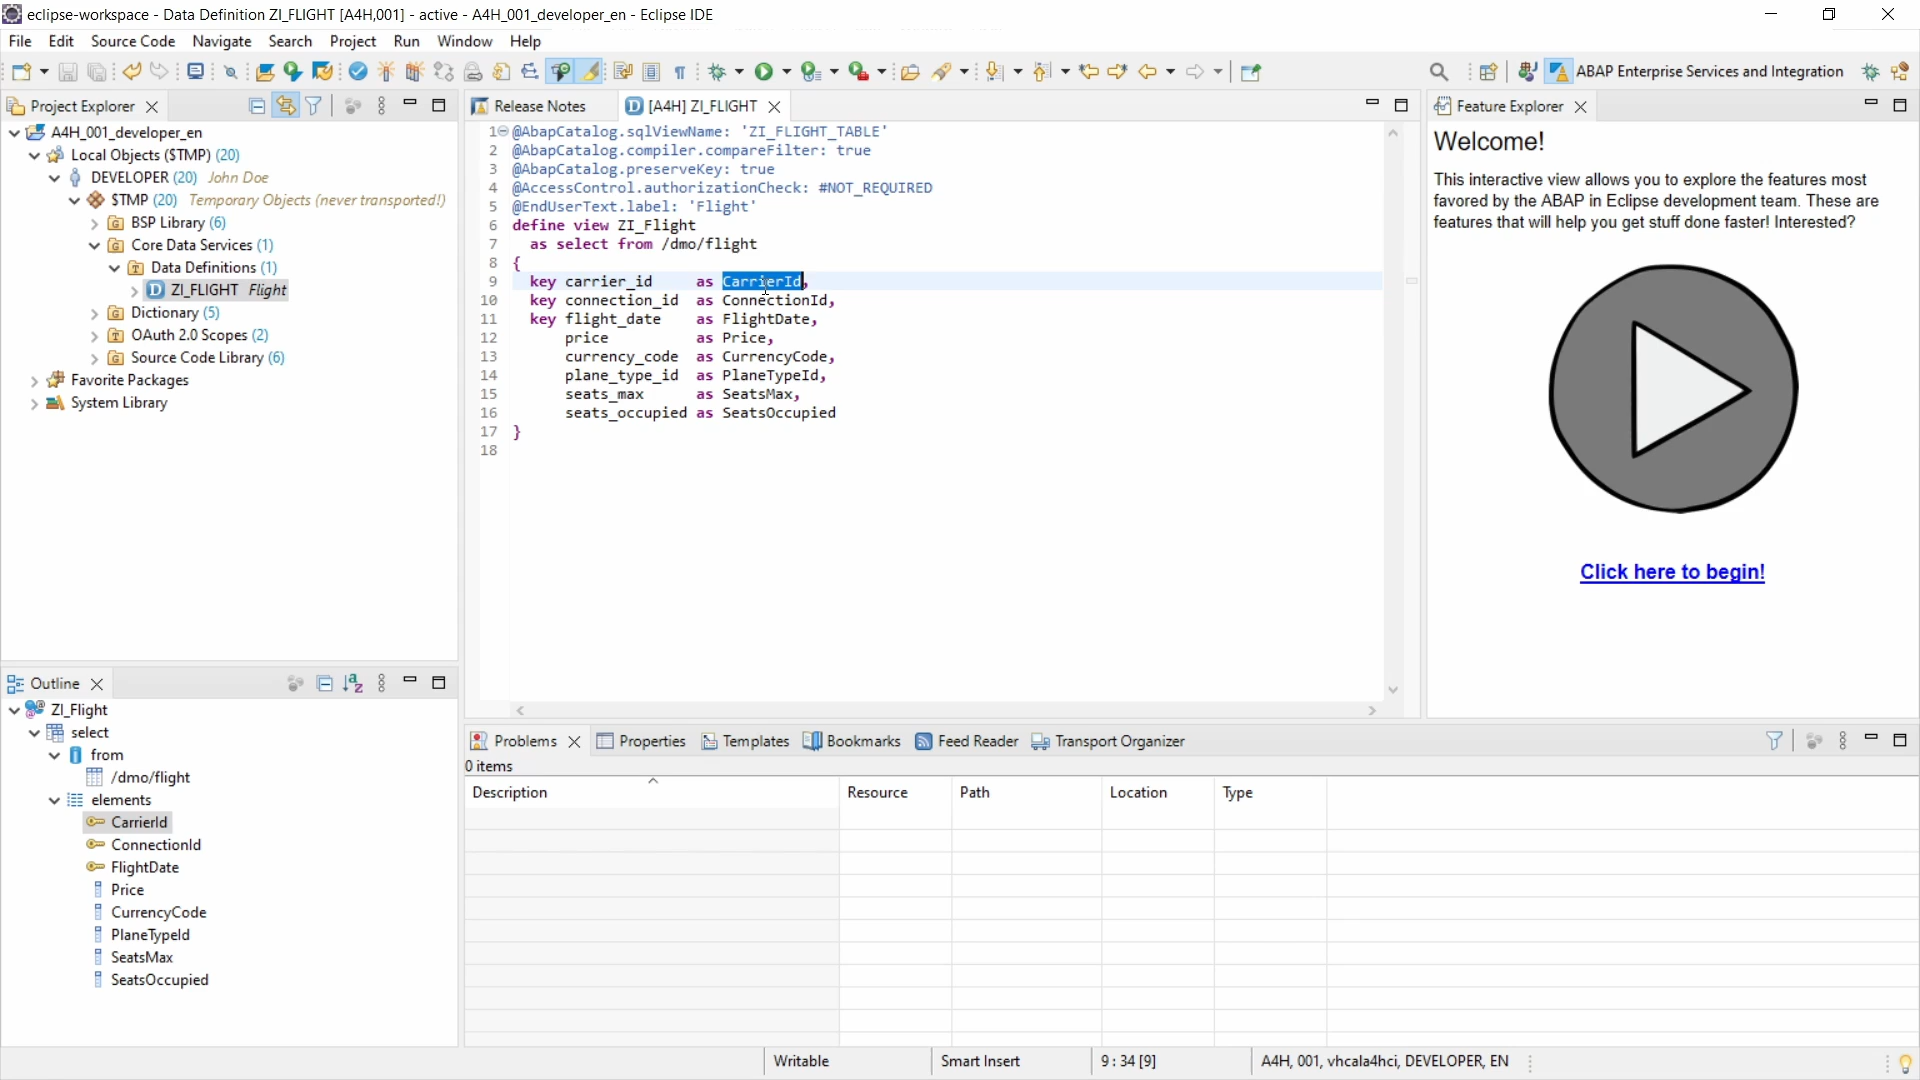 eclipse-workspace - Data Definition ZI_FLIGHT [A4H,001] - active - A4H_001_developer_en - Eclipse IDE
File Edit Source Code Navigate Search Project Run Window Help
ABAP Enterprise Services and Integration
Project Explorer
A4H_001_developer_en
Local Objects ($TMP) (20)
DEVELOPER (20) John Doe
$TMP (20) Temporary Objects (never transported!)
BSP Library (6)
Core Data Services (1)
Data Definitions (1)
ZI_FLIGHT Flight
Dictionary (5)
OAuth 2.0 Scopes (2)
Source Code Library (6)
Favorite Packages
System Library
Outline
ZI_Flight
select
from
/dmo/flight
elements
CarrierId
ConnectionId
FlightDate
Price
CurrencyCode
PlaneTypeId
SeatsMax
SeatsOccupied
Release Notes [A4H] ZI_FLIGHT
1 @AbapCatalog.sqlViewName: 'ZI_FLIGHT_TABLE'
2 @AbapCatalog.compiler.compareFilter: true
3 @AbapCatalog.preserveKey: true
4 @AccessControl.authorizationCheck: #NOT_REQUIRED
5 @EndUserText.label: 'Flight'
6 define view ZI_Flight
7 as select from /dmo/flight
8 {
9 key carrier_id as CarrierId,
10 key connection_id as ConnectionId,
11 key flight_date as FlightDate,
12 price as Price,
13 currency_code as CurrencyCode,
14 plane_type_id as PlaneTypeId,
15 seats_max as SeatsMax,
16 seats_occupied as SeatsOccupied
17 }
18
Feature Explorer
Welcome!
This interactive view allows you to explore the features most
favored by the ABAP in Eclipse development team. These are
features that will help you get stuff done faster! Interested?
Click here to begin!
Problems Properties Templates Bookmarks Feed Reader Transport Organizer
0 items
Description Resource Path Location Type
Writable Smart Insert 9 : 34 [9] A4H, 001, vhcala4hci, DEVELOPER, EN